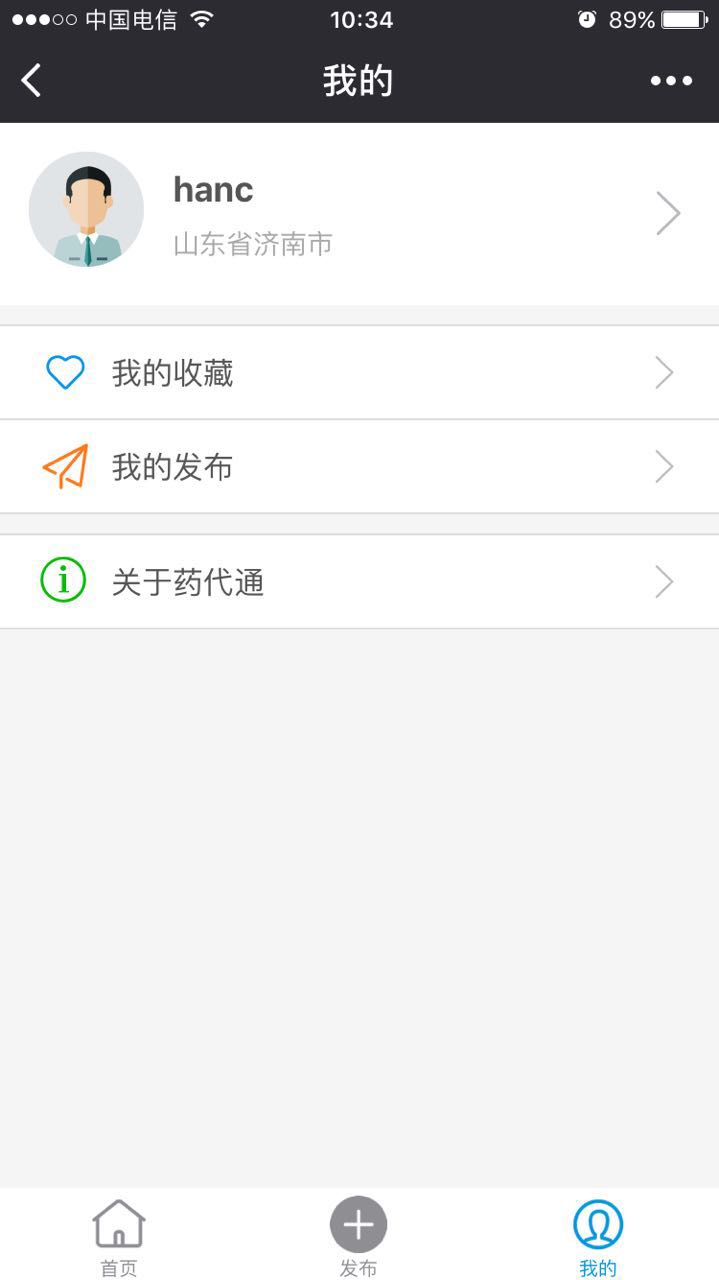 中国电信 10:34 89%
我的
hanc
山东省济南市
我的收藏
我的发布
关于药代通
首页 发布 我的